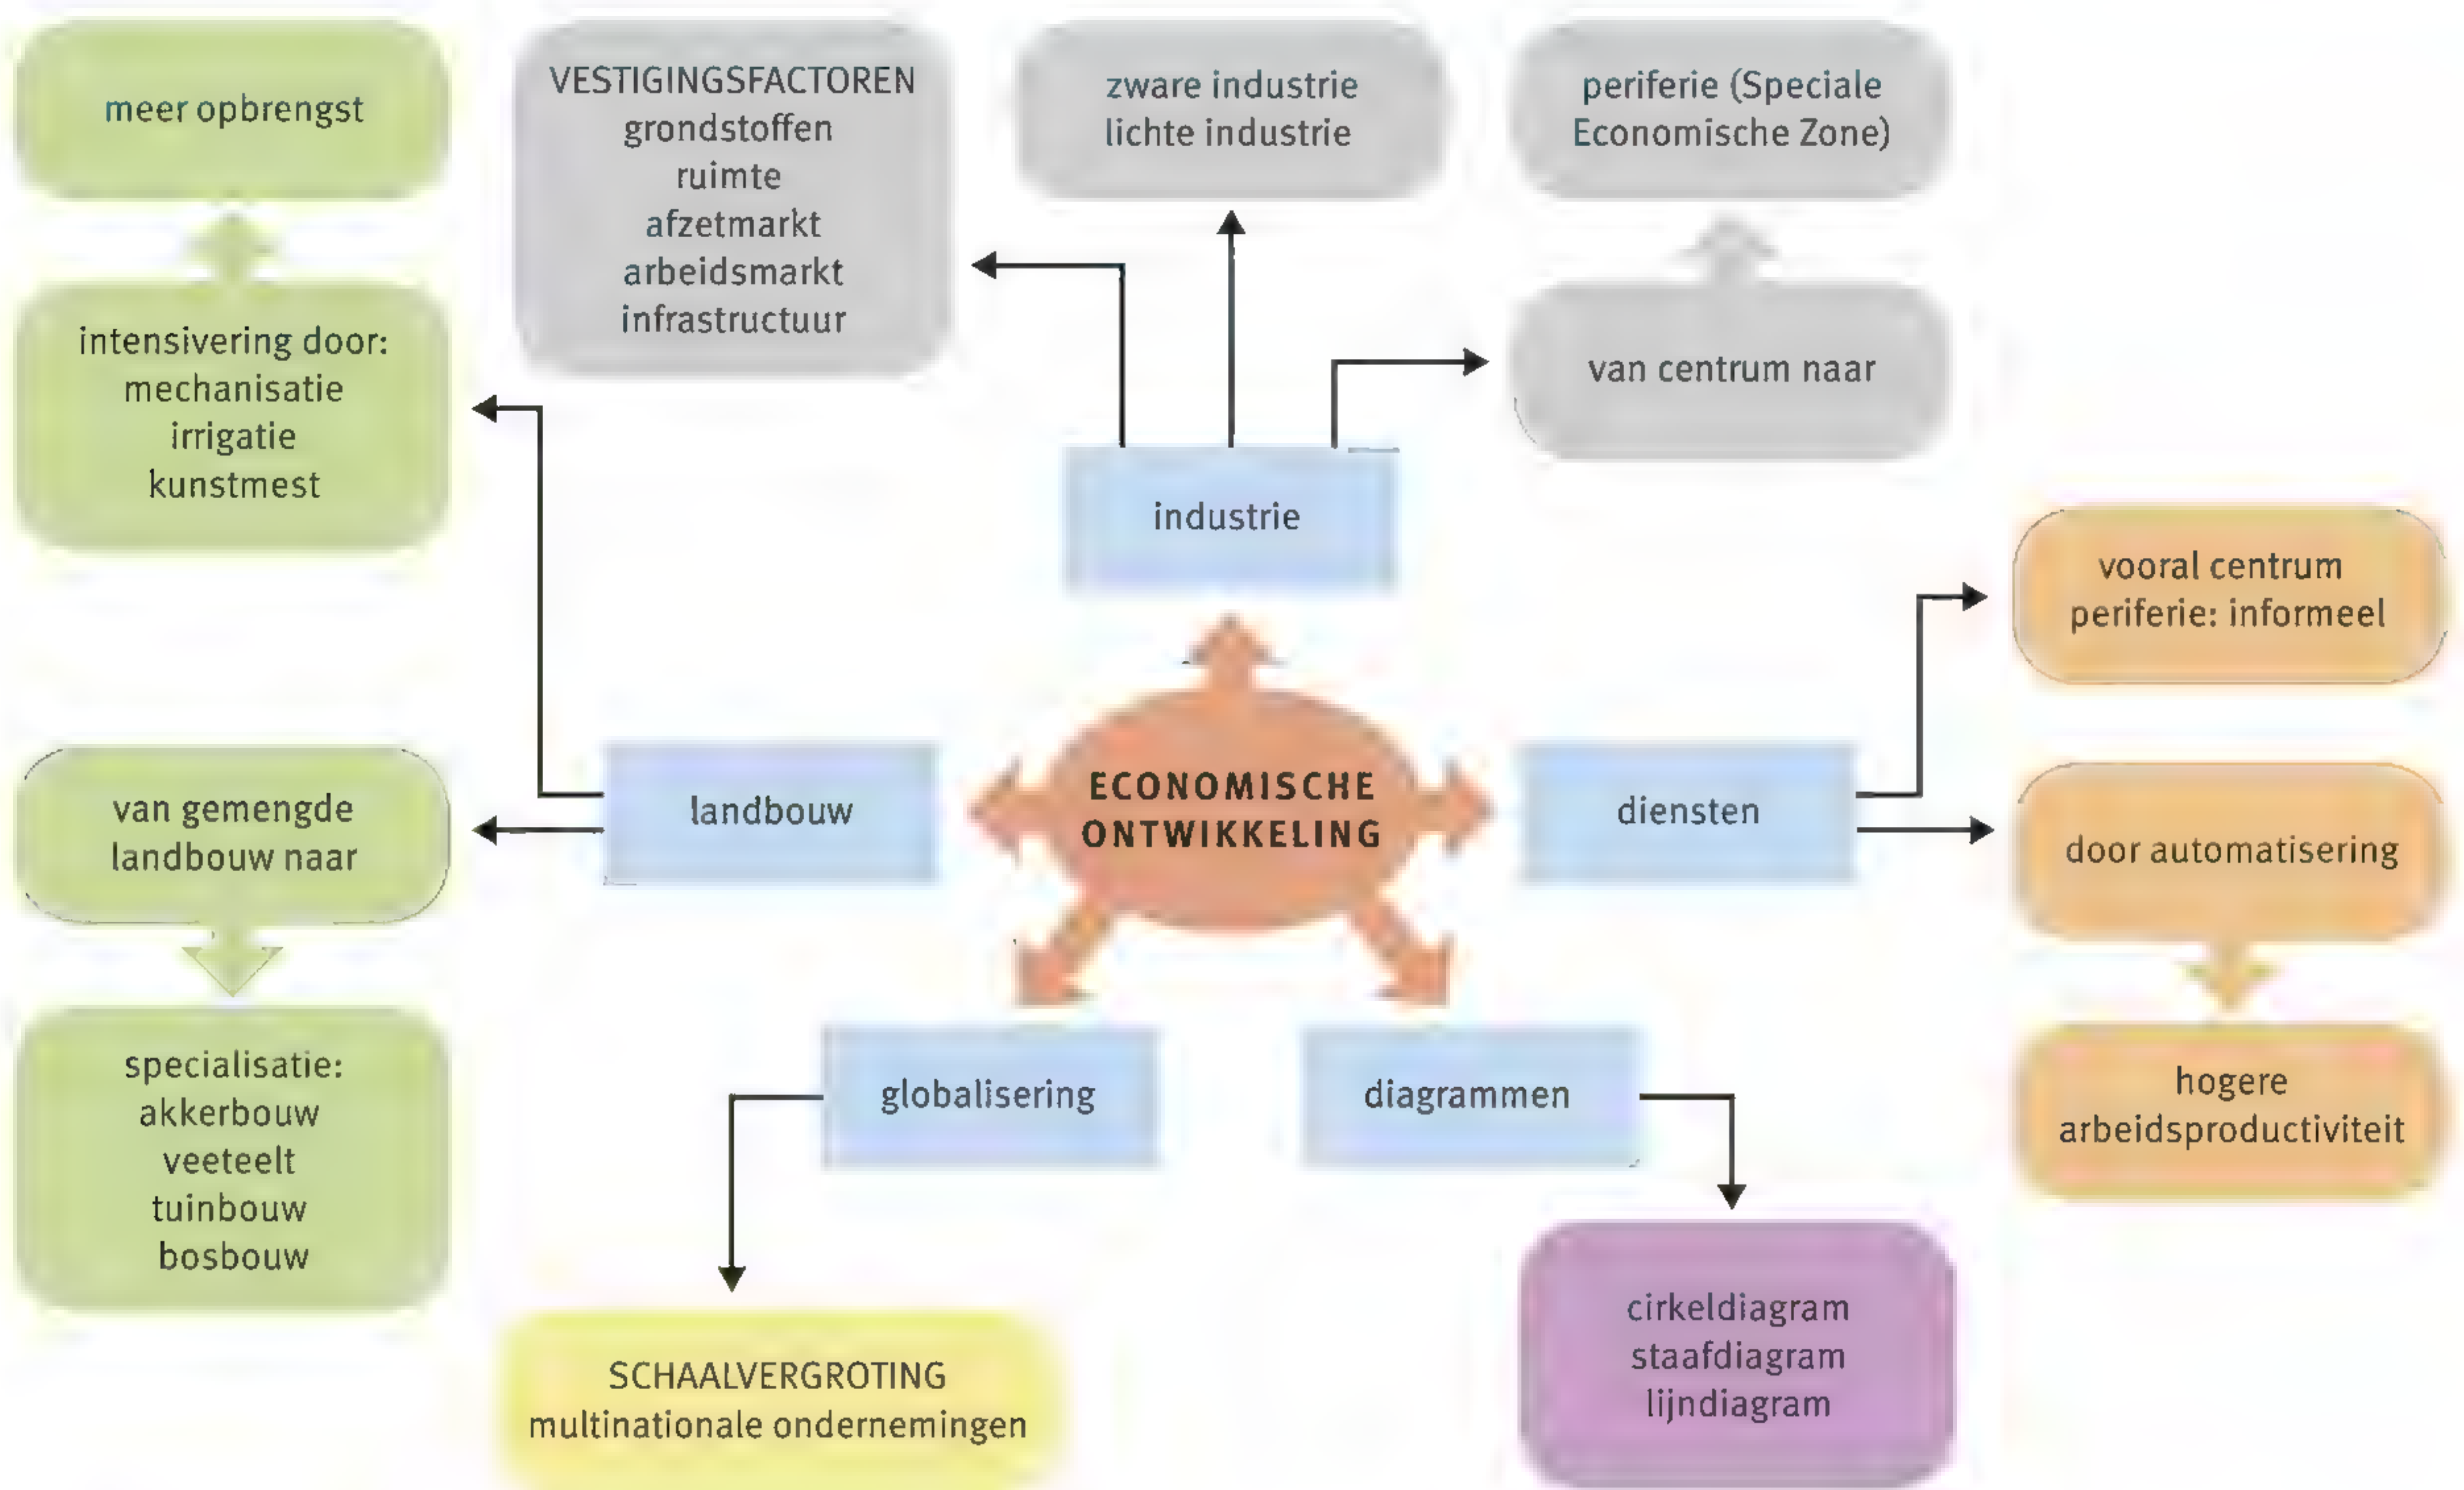 meer opbrengst
intensivering door:
mechanisatie
irrigatie
kunstmest
VESTIGINGSFACTOREN
grondstoffen
ruimte
afzetmarkt
arbeidsmarkt
infrastructuur
zware industrie
lichte industrie
periferie (Speciale
Economische Zone)
van centrum naar
industrie
vooral centrum
periferie: informeel
van gemengde
landbouw naar
landbouw
ECONOMISCHE
ONTWIKKELING
diensten
door automatisering
specialisatie:
akkerbouw
veeteelt
tuinbouw
bosbouw
globalisering
diagrammen
hogere
arbeidsproductiviteit
SCHAALVERGROTING
multinationale ondernemingen
cirkeldiagram
staafdiagram
lijndiagram